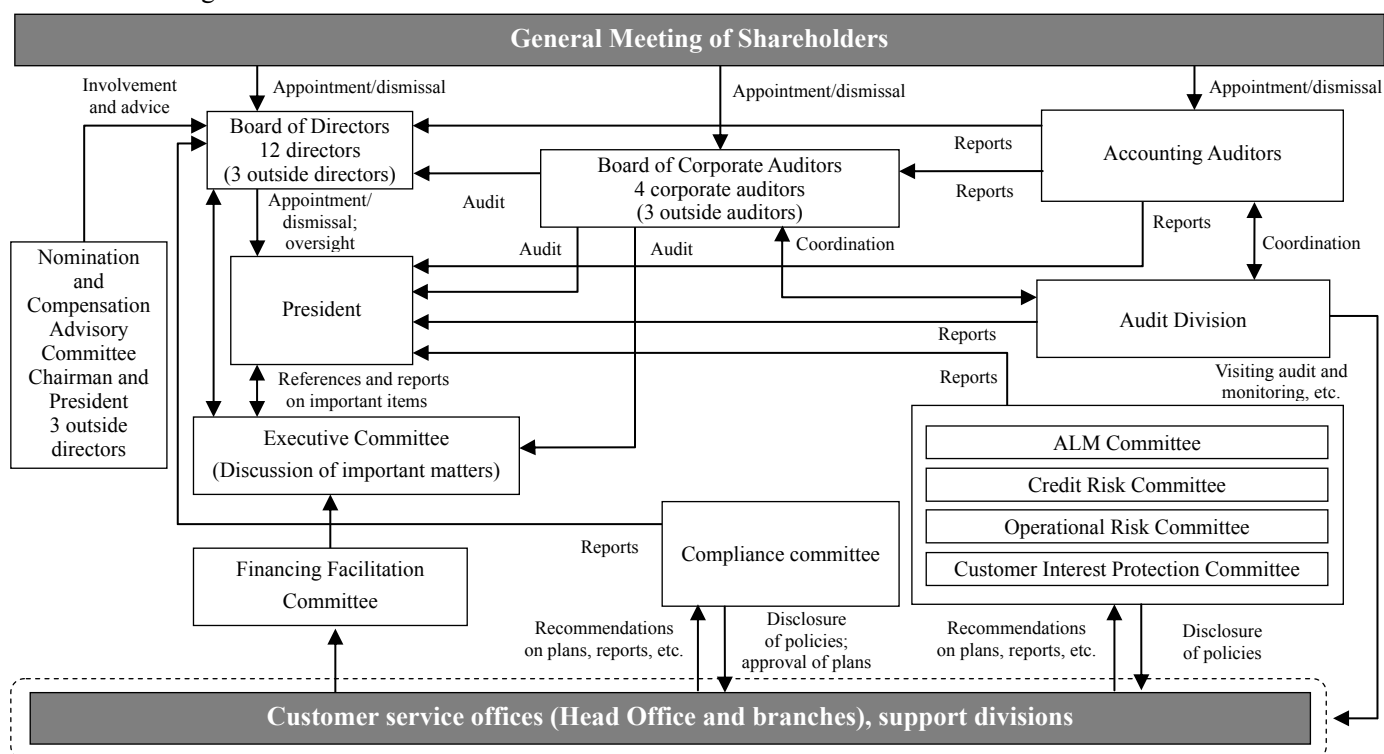 General Meeting of Shareholders
Involvement
and advice
Appointment/dismissal
Appointment/dismissal
Appointment/dismissal
Board of Directors
12 directors
(3 outside directors)
Reports
Accounting Auditors
Board of Corporate Auditors
4 corporate auditors
(3 outside auditors)
Audit
Reports
Appointment/
dismissal;
oversight
Audit
Audit
Coordination
Reports
Coordination
Nomination
and
Compensation
Advisory
Committee
Chairman and
President
3 outside
directors
President
Audit Division
Reports
References and reports
on important items
Reports
Visiting audit and
monitoring, etc.
Executive Committee
(Discussion of important matters)
ALM Committee
Credit Risk Committee
Operational Risk Committee
Customer Interest Protection Committee
Reports
Compliance committee
Financing Facilitation
Committee
Recommendations
on plans, reports, etc.
Disclosure
of policies;
approval of plans
Recommendations
on plans, reports, etc.
Disclosure
of policies
Customer service offices (Head Office and branches), support divisions